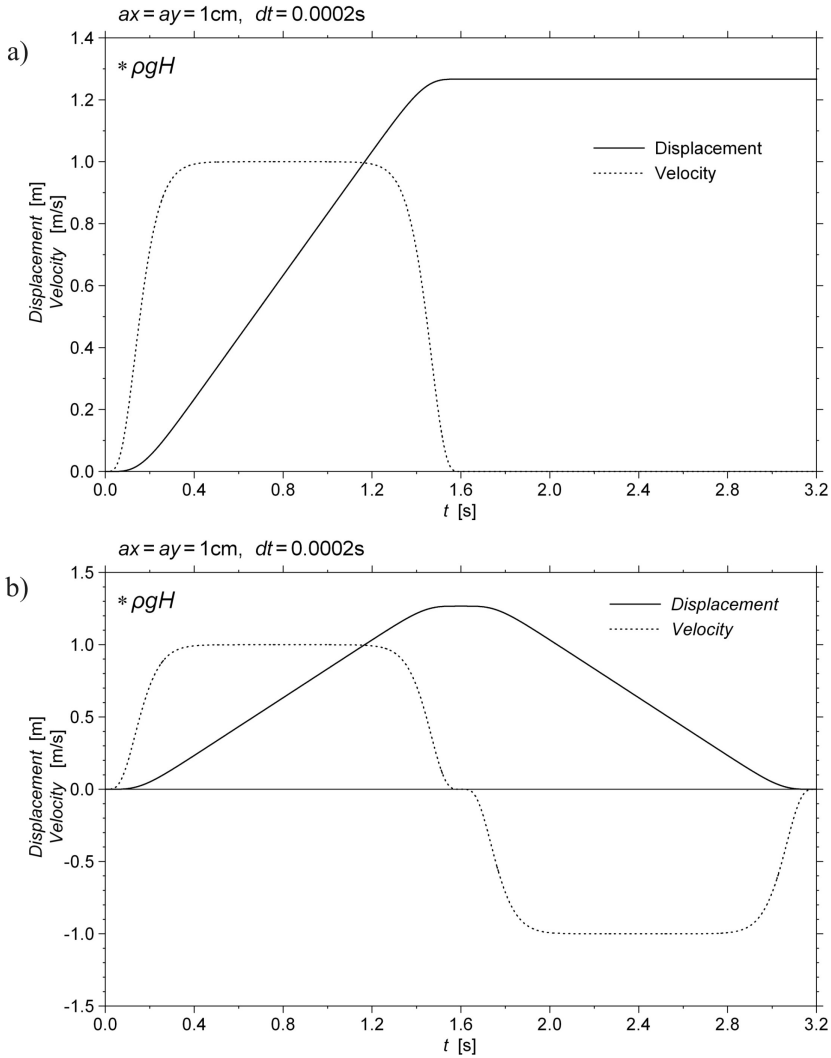 ax = ay = 1cm, dt = 0.0002s
a)
* ρgH
1.4
1.2
1.0
0.8
0.6
0.4
0.2
0.0
Displacement [m]
Velocity [m/s]
Displacement
Velocity
0.0 0.4 0.8 1.2 1.6 2.0 2.4 2.8 3.2
t [s]
ax = ay = 1cm, dt = 0.0002s
b)
* ρgH
1.5
1.0
0.5
0.0
-0.5
-1.0
-1.5
Displacement [m]
Velocity [m/s]
Displacement
Velocity
0.0 0.4 0.8 1.2 1.6 2.0 2.4 2.8 3.2
t [s]